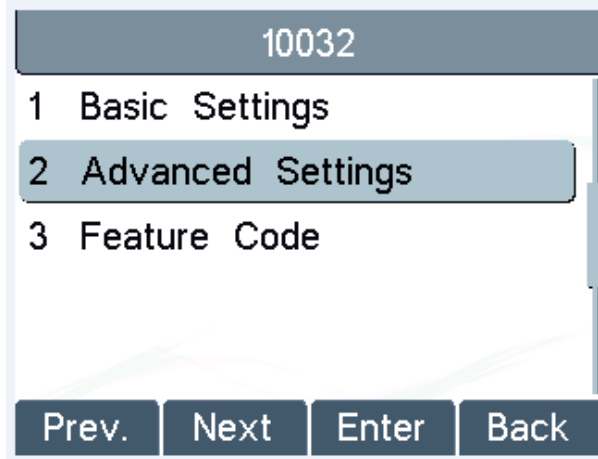 10032
1 Basic Settings
2 Advanced Settings
3 Feature Code
Prev. Next Enter Back